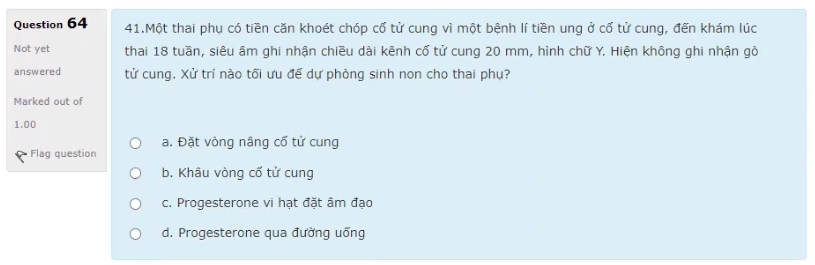 Question 64
Not yet
answered
Marked out of
1.00
Flag question
41.Một thai phụ có tiền căn khoét chóp cổ tử cung vì một bệnh lí tiền ung ở cổ tử cung, đến khám lúc
thai 18 tuần, siêu âm ghi nhận chiều dài kênh cổ tử cung 20 mm, hình chữ Y. Hiện không ghi nhận gò
tử cung. Xử trí nào tối ưu để dự phòng sinh non cho thai phụ?
a. Đặt vòng nâng cổ tử cung
b. Khâu vòng cổ tử cung
c. Progesterone vi hạt đặt âm đạo
d. Progesterone qua đường uống